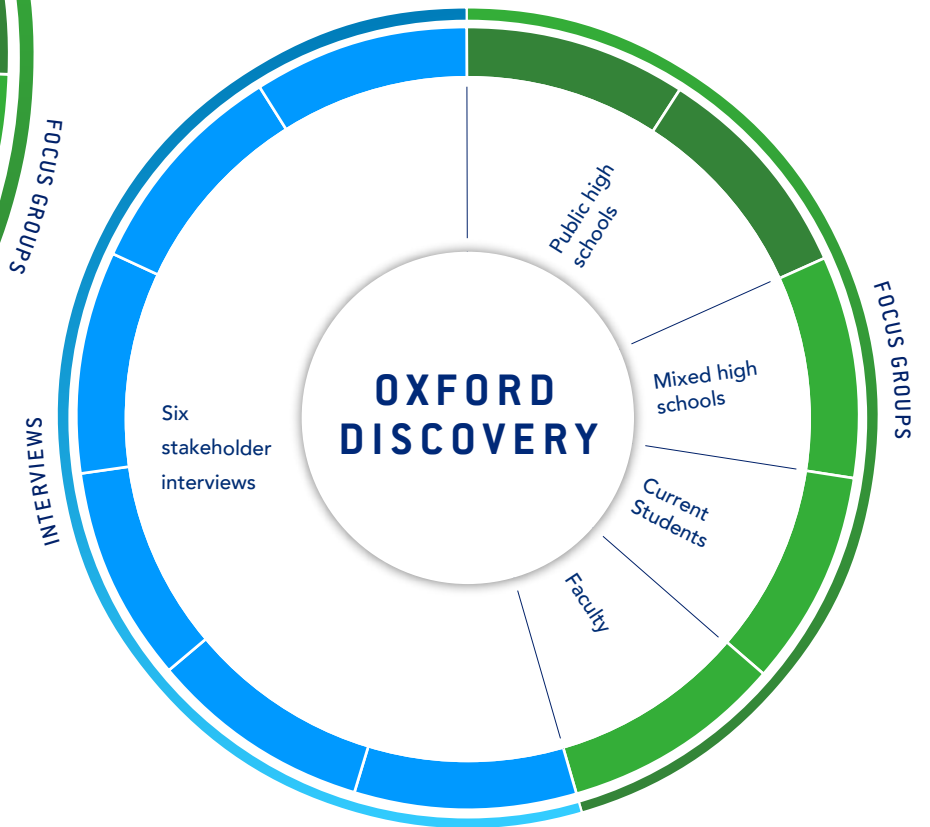 FOCUS GROUPS
Public high
schools
FOCUS GROUPS
Mixed high
schools
OXFORD
DISCOVERY
Six
stakeholder
interviews
INTERVIEWS
Current
Students
Faculty